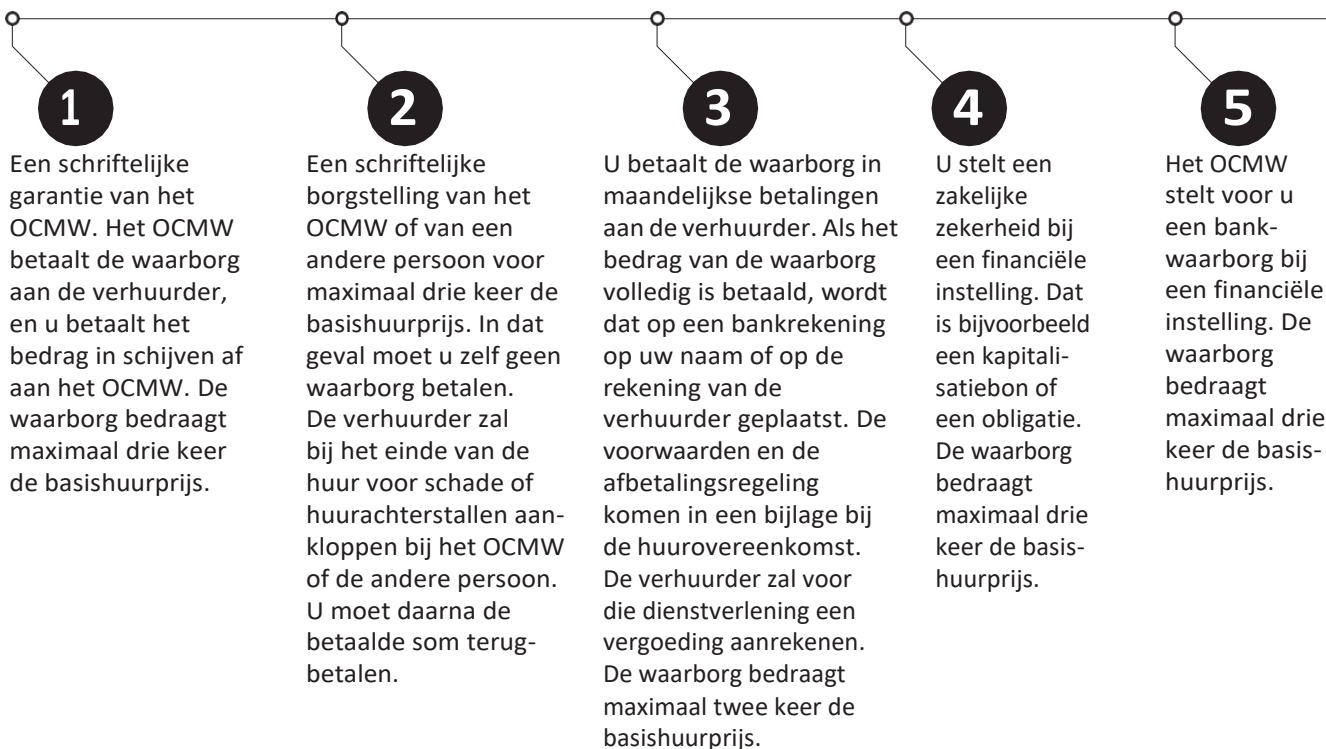 1
Een schriftelijke
garantie van het
OCMW. Het OCMW
betaalt de waarborg
aan de verhuurder,
en u betaalt het
bedrag in schijven af
aan het OCMW. De
waarborg bedraagt
maximaal drie keer
de basishuurprijs.
2
Een schriftelijke
borgstelling van het
OCMW of van een
andere persoon voor
maximaal drie keer de
basishuurprijs. In dat
geval moet u zelf geen
waarborg betalen.
De verhuurder zal
bij het einde van de
huur voor schade of
huurachterstallen aan-
kloppen bij het OCMW
of de andere persoon.
U moet daarna de
betaalde som terug-
betalen.
3
U betaalt de waarborg in
maandelijkse betalingen
aan de verhuurder. Als het
bedrag van de waarborg
volledig is betaald, wordt
dat op een bankrekening
op uw naam of op de
rekening van de
verhuurder geplaatst. De
voorwaarden en de
afbetalingsregeling
komen in een bijlage bij
de huurovereenkomst.
De verhuurder zal voor
die dienstverlening een
vergoeding aanrekenen.
De waarborg bedraagt
maximaal twee keer de
basishuurprijs.
4
U stelt een
zakelijke
zekerheid bij
een financiële
instelling. Dat
is bijvoorbeeld
een kapitali-
satiebon of
een obligatie.
De waarborg
bedraagt
maximaal drie
keer de basis-
huurprijs.
5
Het OCMW
stelt voor u
een bank-
waarborg bij
een financiële
instelling. De
waarborg
bedraagt
maximaal drie
keer de basis-
huurprijs.